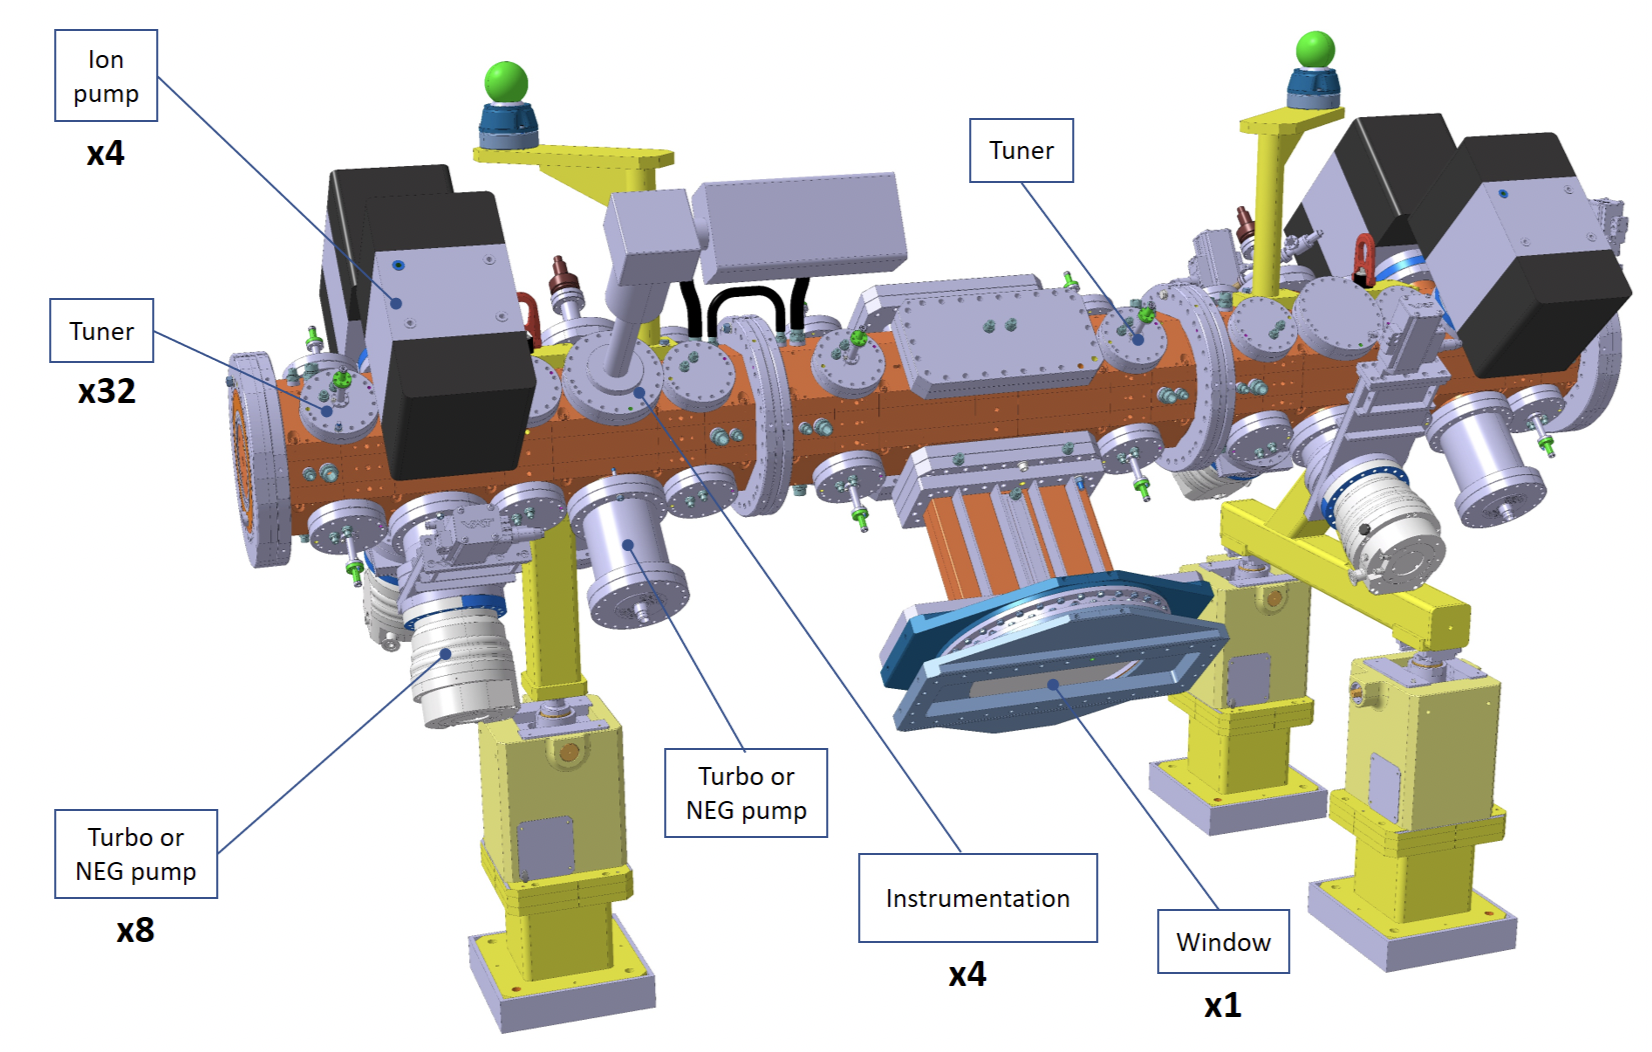 Ion
pump
x4
Tuner
Tuner
x32
VAT
Turbo or
NEG pump
Turbo or
NEG pump
x8
Instrumentation
x4
Window
x1